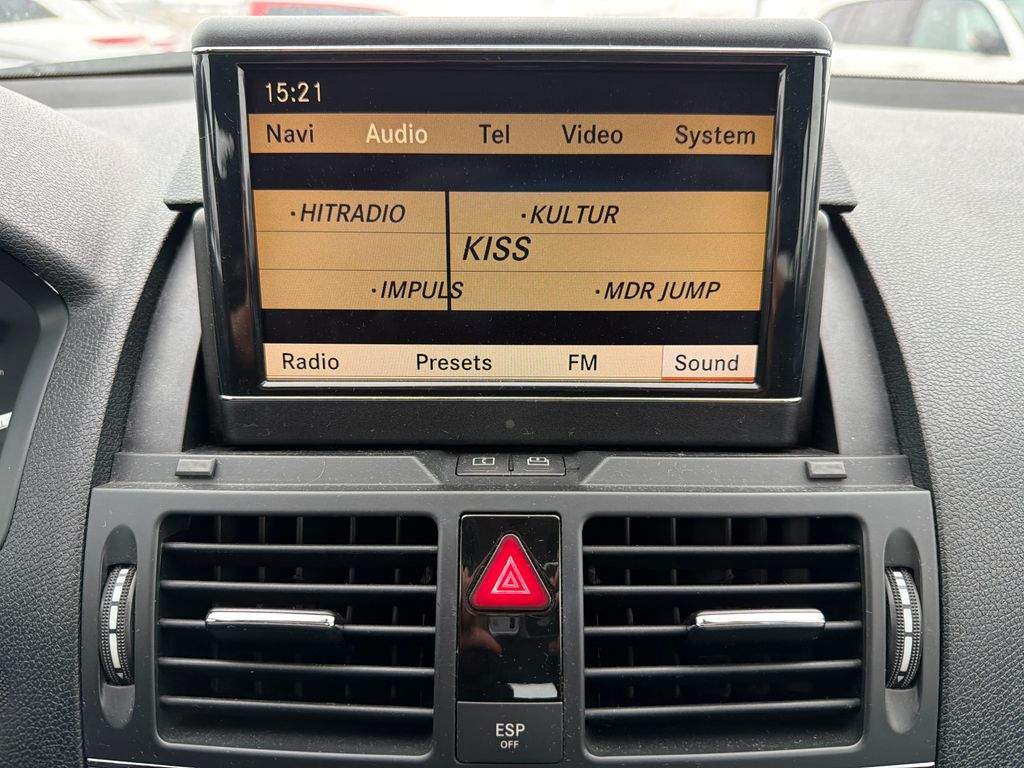 15:21
Navi Audio Tel Video System
·HITRADIO ·KULTUR
KISS
·IMPULS ·MDR JUMP
Radio Presets FM Sound
ESP
OFF